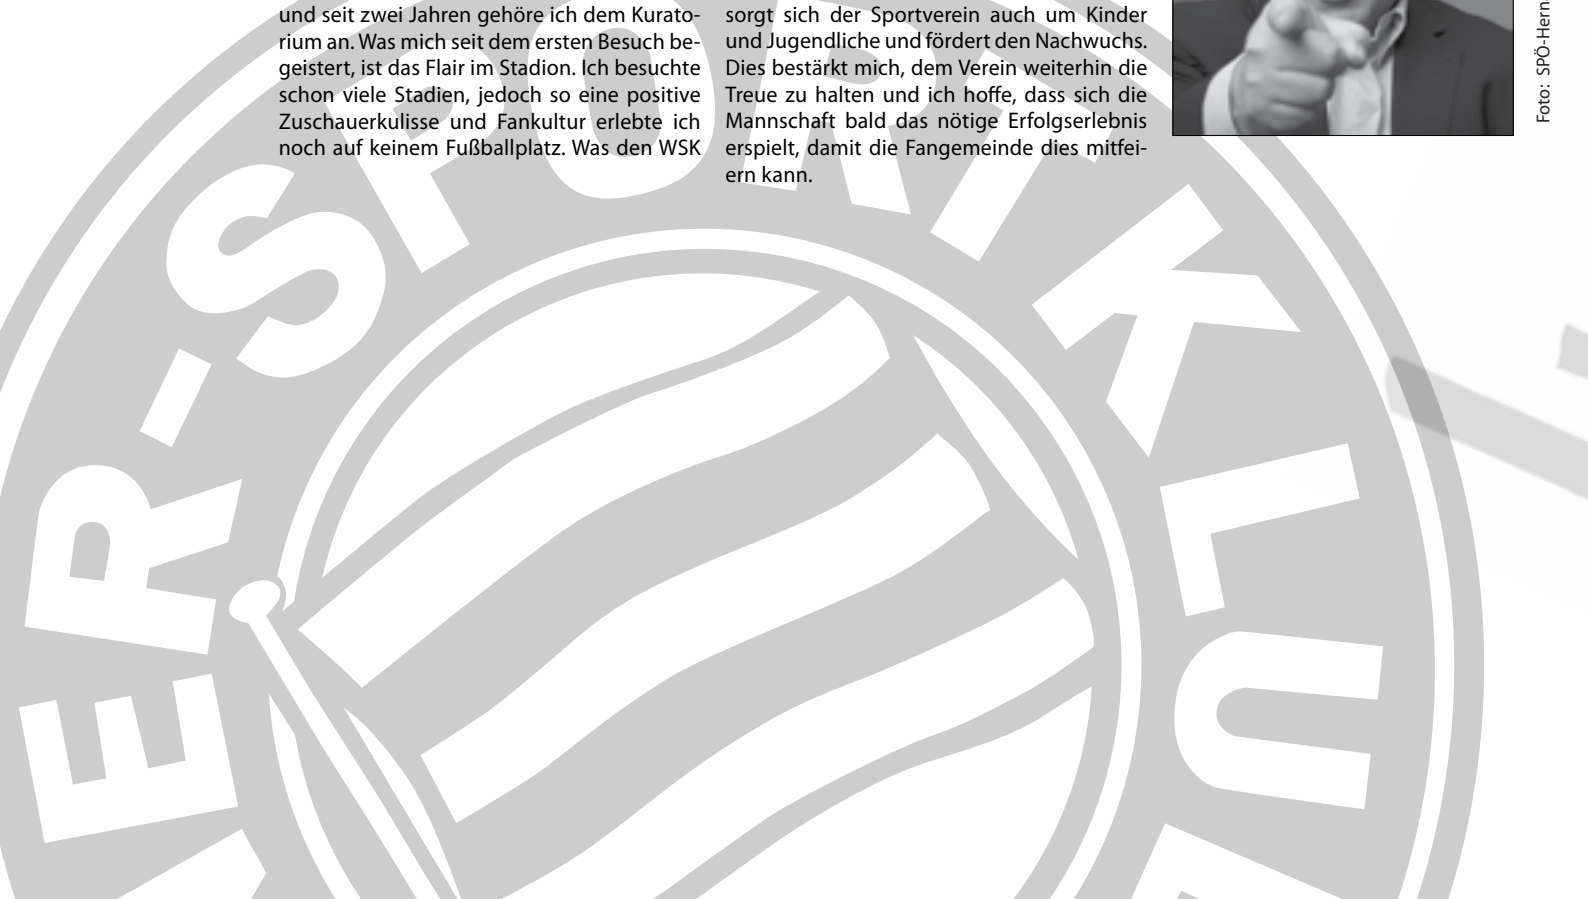 und seit zwei Jahren gehöre ich dem Kurato-
rium an. Was mich seit dem ersten Besuch be-
geistert, ist das Flair im Stadion. Ich besuchte
schon viele Stadien, jedoch so eine positive
Zuschauerkulisse und Fankultur erlebte ich
noch auf keinem Fußballplatz. Was den WSK
sorgt sich der Sportverein auch um Kinder
und Jugendliche und fördert den Nachwuchs.
Dies bestärkt mich, dem Verein weiterhin die
Treue zu halten und ich hoffe, dass sich die
Mannschaft bald das nötige Erfolgserlebnis
erspielt, damit die Fangemeinde dies mitfei-
ern kann.
Foto: SPÖ-Hern
ER-SPORTKLU